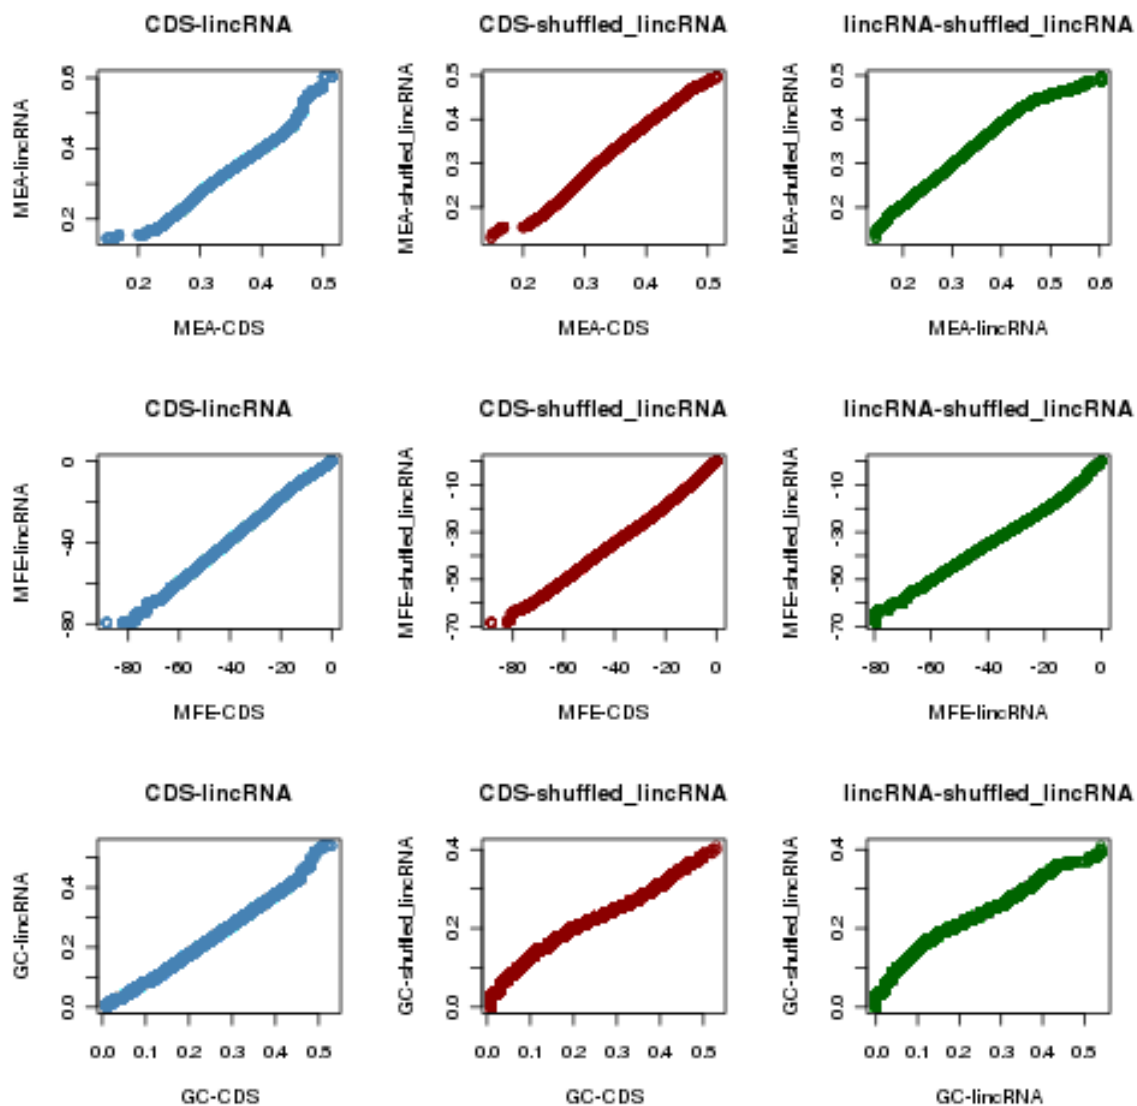 CDS-lincRNA
MEA-lincRNA
0.2 0.4 0.6
0.2 0.3 0.4 0.5
MEA-CDS
CDS-shuffled_lincRNA
MEA-shuffled_lincRNA
0.2 0.3 0.4 0.5
0.2 0.3 0.4 0.5
MEA-CDS
lincRNA-shuffled_lincRNA
MEA-shuffled_lincRNA
0.2 0.3 0.4 0.5
0.2 0.3 0.4 0.5 0.6
MEA-lincRNA
CDS-lincRNA
MFE-lincRNA
-80 -40 0
-80 -60 -40 -20 0
MFE-CDS
CDS-shuffled_lincRNA
MFE-shuffled_lincRNA
-70 -50 -30 -10
-80 -60 -40 -20 0
MFE-CDS
lincRNA-shuffled_lincRNA
MFE-shuffled_lincRNA
-70 -50 -30 -10
-80 -60 -40 -20 0
MFE-lincRNA
CDS-lincRNA
GC-lincRNA
0.0 0.2 0.4
0.0 0.1 0.2 0.3 0.4 0.5
GC-CDS
CDS-shuffled_lincRNA
GC-shuffled_lincRNA
0.0 0.2 0.4
0.0 0.1 0.2 0.3 0.4 0.5
GC-CDS
lincRNA-shuffled_lincRNA
GC-shuffled_lincRNA
0.0 0.2 0.4
0.0 0.1 0.2 0.3 0.4 0.5
GC-lincRNA